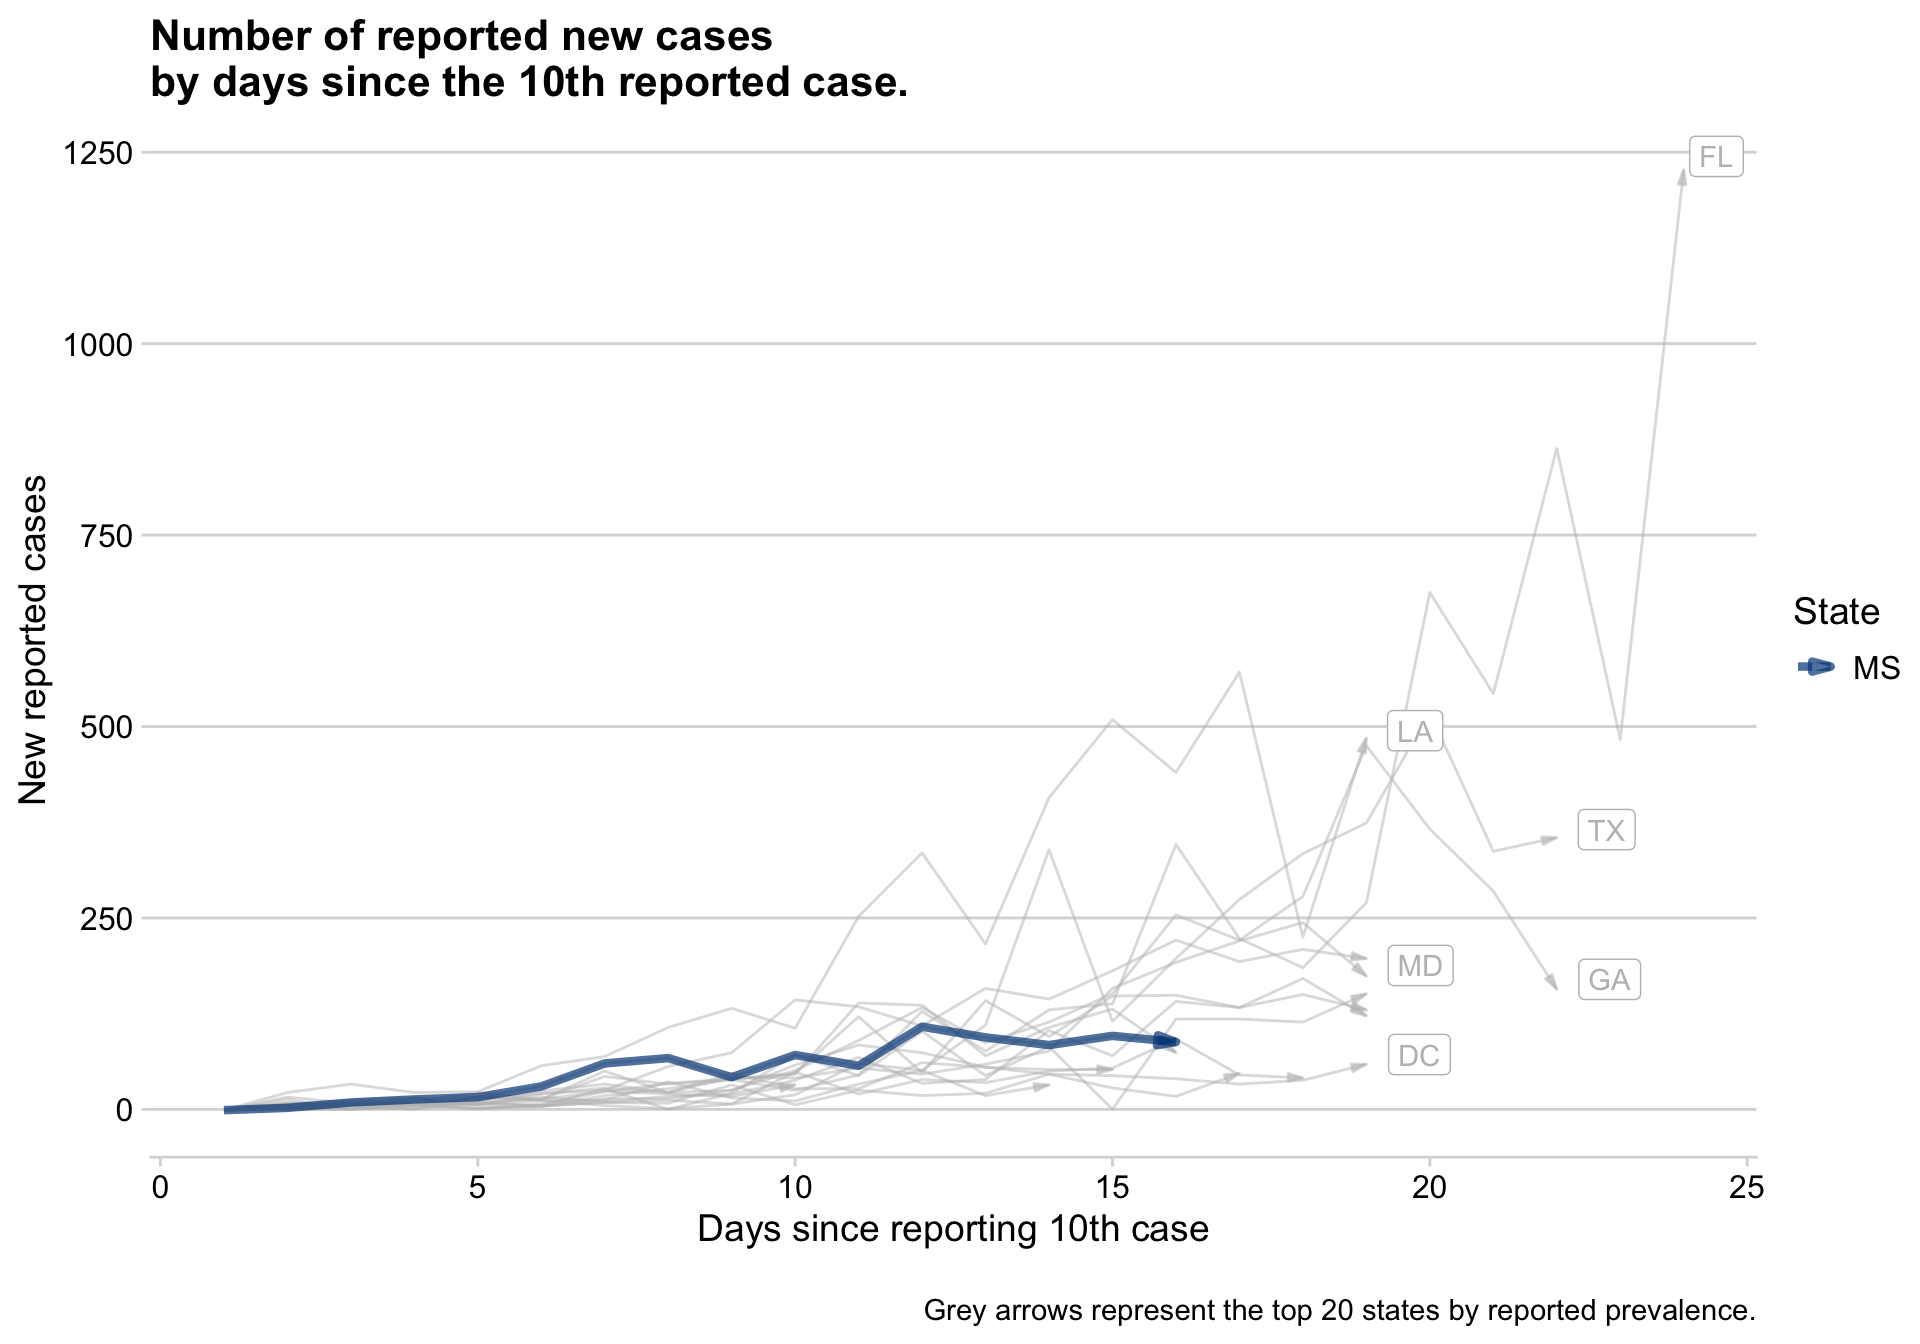 Number of reported new cases
by days since the 10th reported case.
1250
1000
750
500
250
0
New reported cases
FL
LA
TX
MD
GA
DC
State
MS
0 5 10 15 20 25
Days since reporting 10th case
Grey arrows represent the top 20 states by reported prevalence.